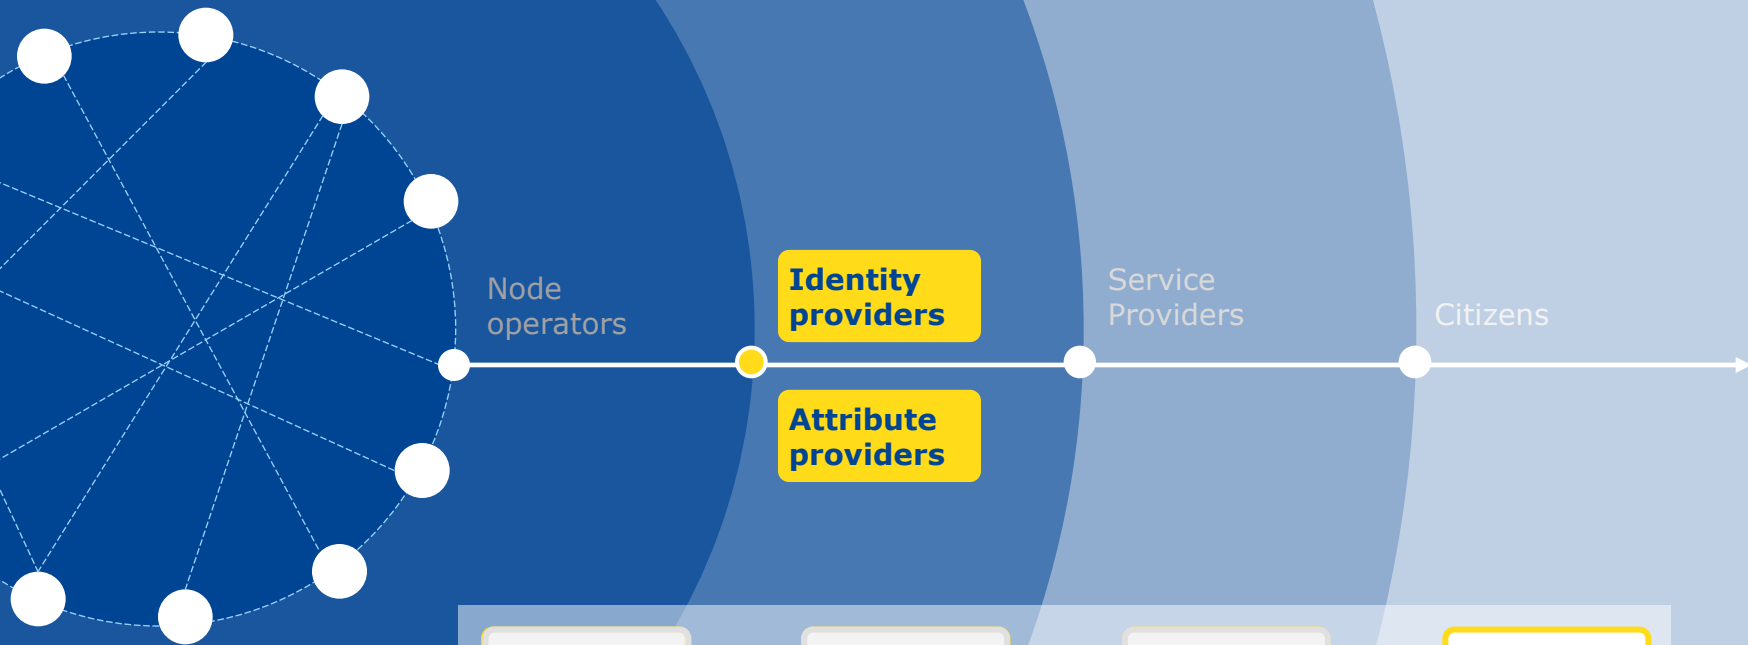 Node
operators
Identity
providers
Attribute
providers
Service
Providers
Citizens